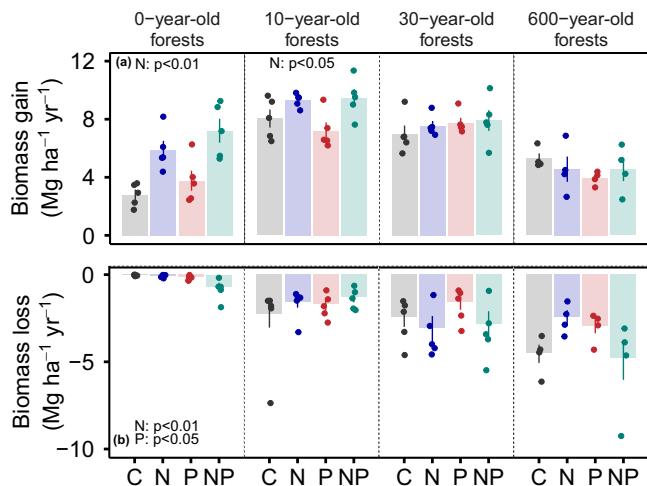 0−year−old 10−year−old 30−year−old 600−year−old
forests forests forests forests
(a) N: p<0.01 N: p<0.05
Biomass gain
(Mg ha⁻¹ yr⁻¹)
12
8
4
0
Biomass loss
(Mg ha⁻¹ yr⁻¹)
0
−5
−10
N: p<0.01
(b) P: p<0.05
C N P NP C N P NP C N P NP C N P NP